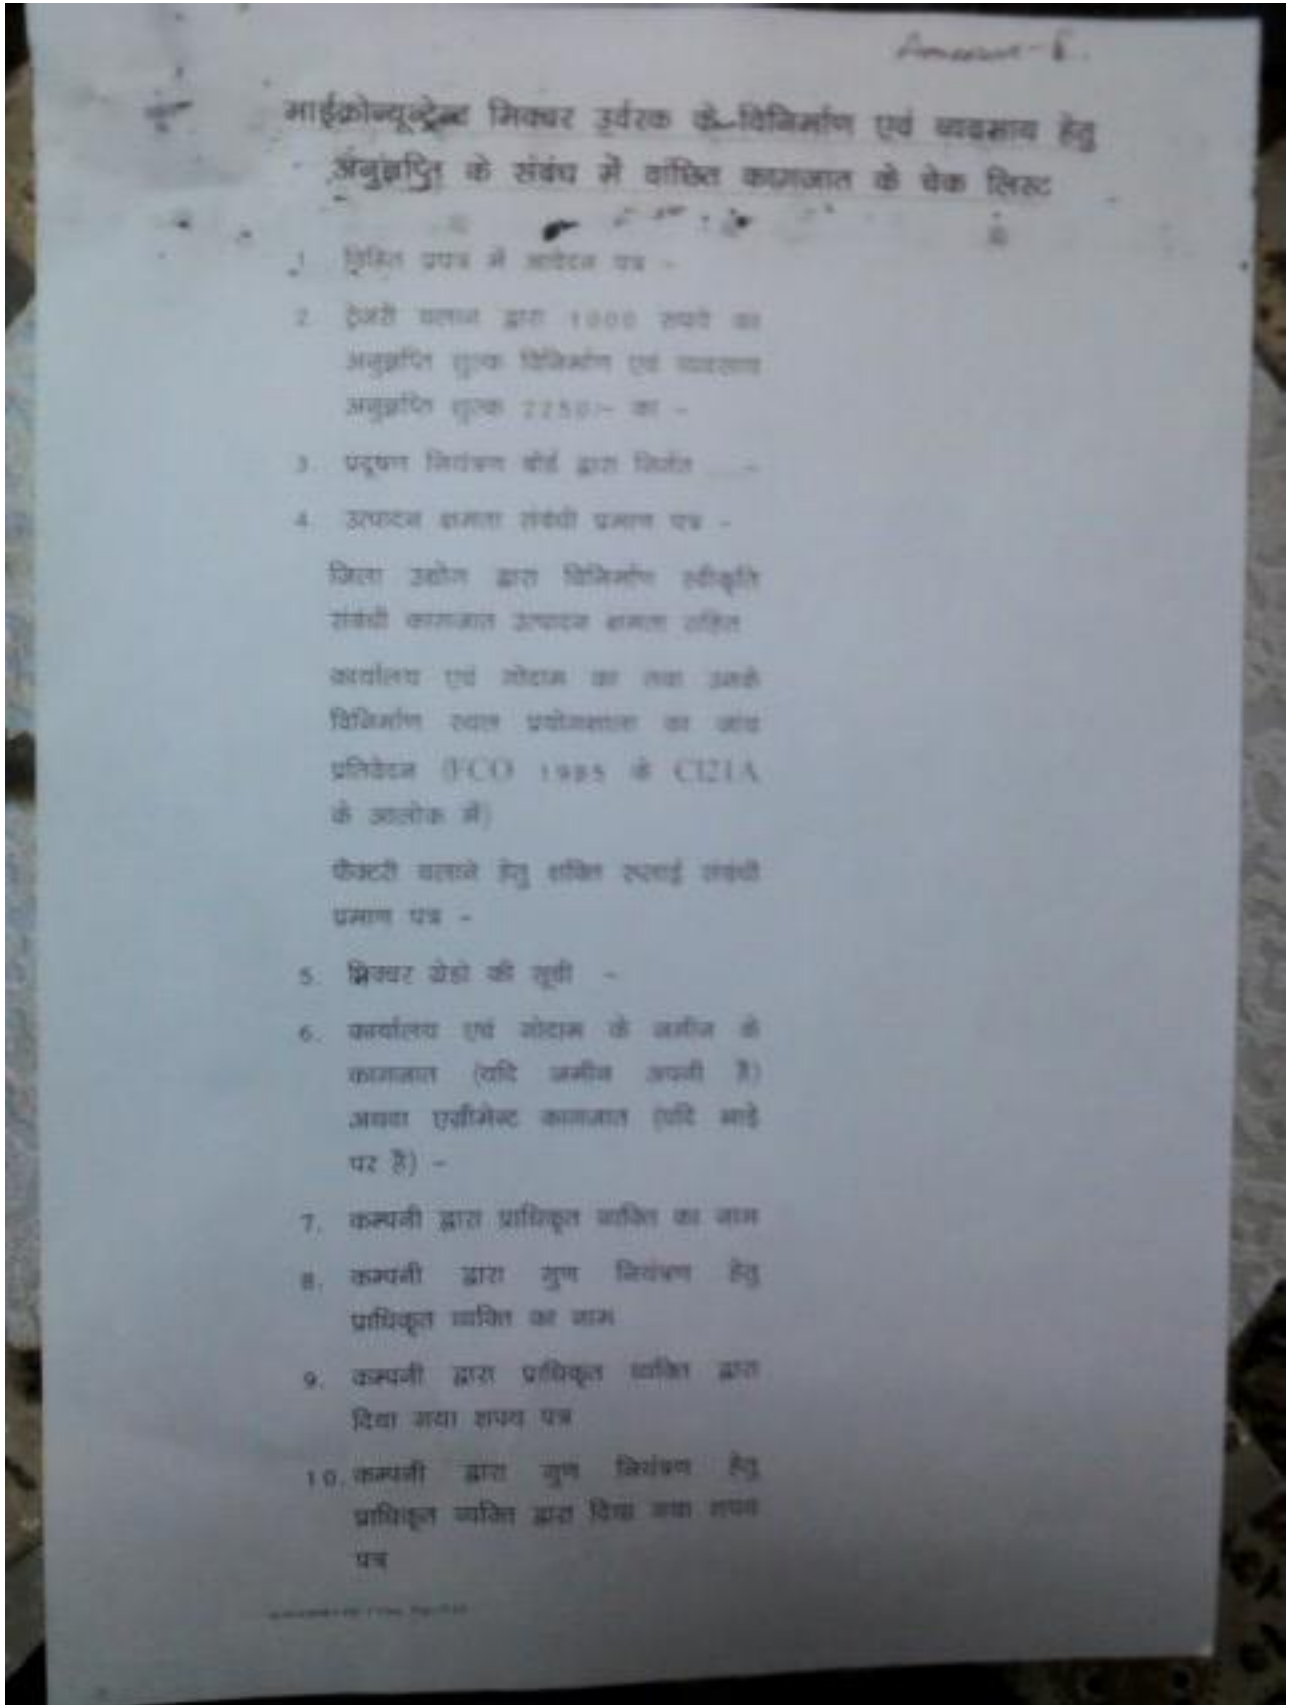 Annexure-6
माईक्रोन्यूट्रेन्ट मिक्चर उर्वरक के विनिर्माण एवं व्यवसाय हेतु
अनुज्ञप्ति के संबंध में वांछित कागजात के चेक लिस्ट
1. विहित प्रपत्र में आवेदन पत्र -
2. ट्रेजरी चलान द्वारा 1000 रुपये का
अनुज्ञप्ति शुल्क विनिर्माण एवं व्यवसाय
अनुज्ञप्ति शुल्क 2250/- का -
3. प्रदूषण नियंत्रण बोर्ड द्वारा निर्गत ...-
4. उत्पादन क्षमता संबंधी प्रमाण पत्र -
जिला उद्योग द्वारा विनिर्माण स्वीकृति
संबंधी कागजात उत्पादन क्षमता सहित
कार्यालय एवं गोदाम का तथा उनके
विनिर्माण स्थल प्रयोगशाला का जांच
प्रतिवेदन (FCO 1985 के Cl21A
के आलोक में)
फैक्टरी चलाने हेतु शक्ति सप्लाई संबंधी
प्रमाण पत्र -
5. मिक्चर ग्रेडो की सूची -
6. कार्यालय एवं गोदाम के जमीन के
कागजात (यदि जमीन अपनी है)
अथवा एग्रीमेन्ट कागजात (यदि भाड़े
पर है) -
7. कम्पनी द्वारा प्राधिकृत व्यक्ति का नाम
8. कम्पनी द्वारा गुण नियंत्रण हेतु
प्राधिकृत व्यक्ति का नाम
9. कम्पनी द्वारा प्राधिकृत व्यक्ति द्वारा
दिया गया शपथ पत्र
10. कम्पनी द्वारा गुण नियंत्रण हेतु
प्राधिकृत व्यक्ति द्वारा दिया गया शपथ
पत्र